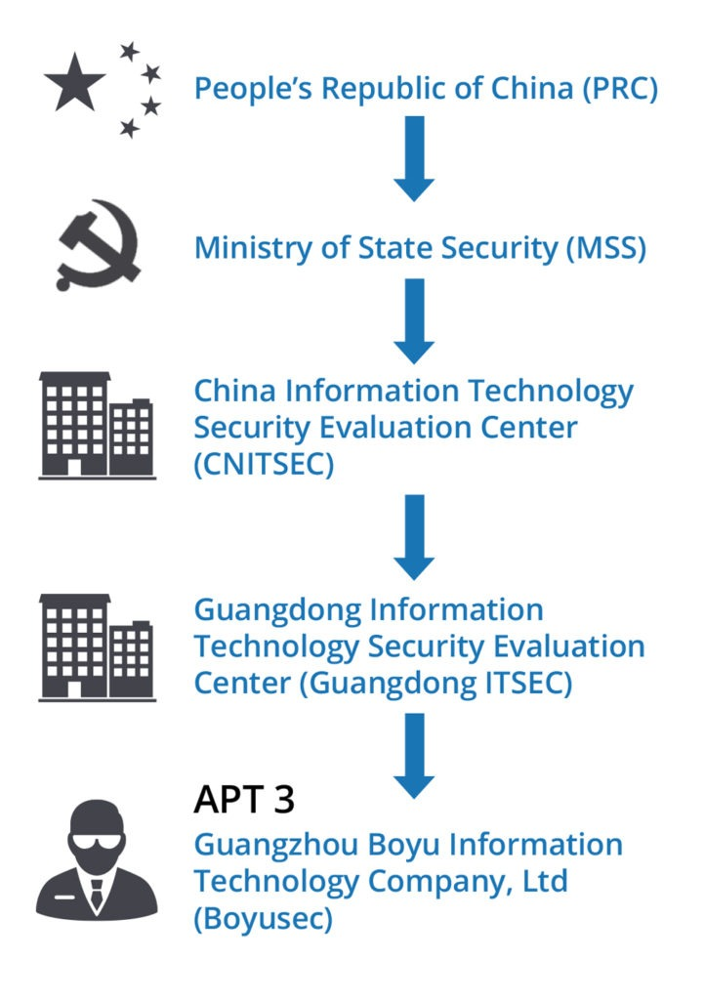 People’s Republic of China (PRC)
Ministry of State Security (MSS)
China Information Technology
Security Evaluation Center
(CNITSEC)
Guangdong Information
Technology Security Evaluation
Center (Guangdong ITSEC)
APT 3
Guangzhou Boyu Information
Technology Company, Ltd
(Boyusec)